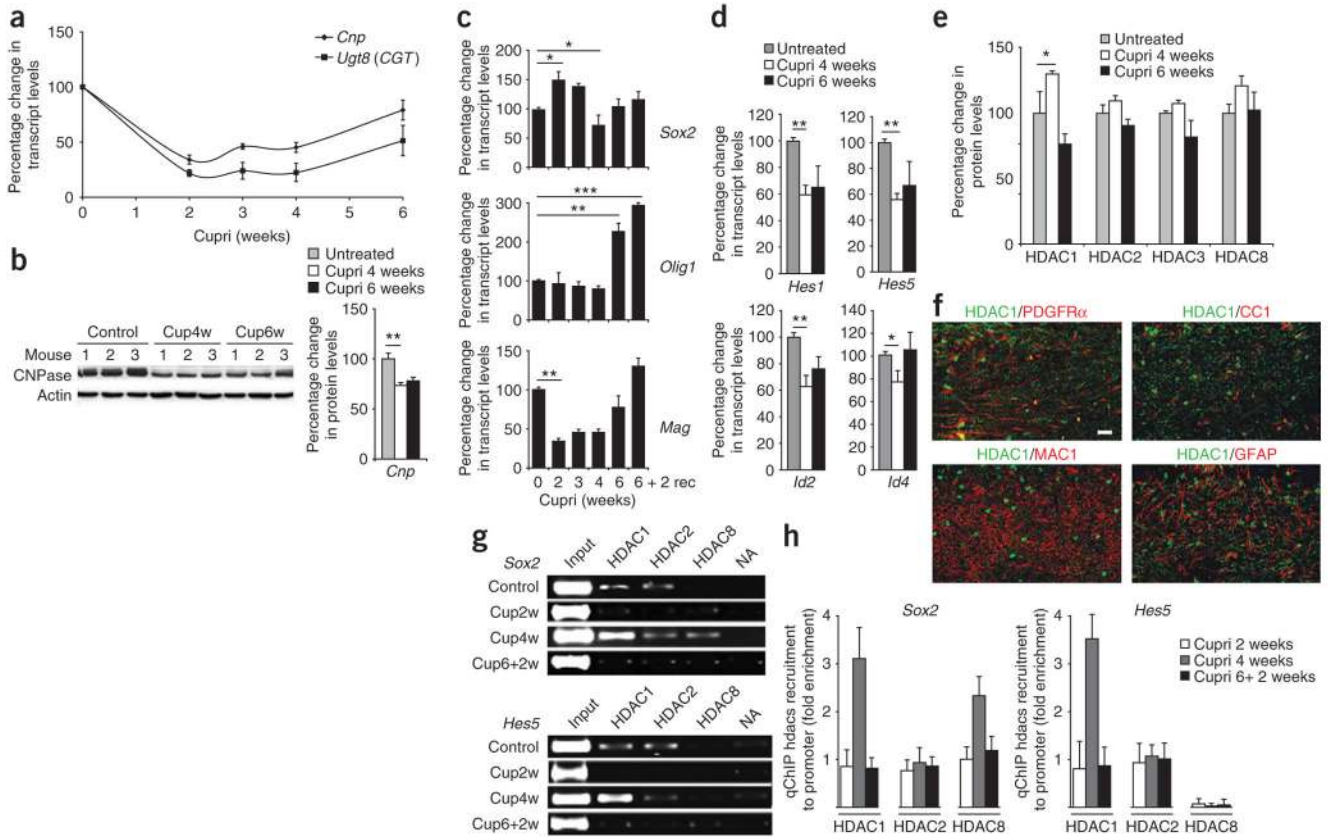 a
Percentage change in
transcript levels
150
100
50
0
0
2
3
4
6
Cupri (weeks)
Cnp
Ugt8 (CGT)
b
Untreated
Cupri 4 weeks
Cupri 6 weeks
Control Cup4w Cup6w
Mouse 1 2 3 1 2 3 1 2 3
CNPase
Actin
Percentage change
in protein levels
150
100
50
0
**
Cnp
c
Percentage change
in transcript levels
200
150
100
50
0
*
*
Sox2
Percentage change
in transcript levels
300
200
100
0
***
**
Olig1
Percentage change
in transcript levels
150
100
50
0
**
Mag
0 2 3 4 6 6 + 2 rec
Cupri (weeks)
d
Untreated
Cupri 4 weeks
Cupri 6 weeks
Percentage change in transcript levels
120
100
80
60
40
20
0
**
Hes1
120
100
80
60
40
20
0
**
Hes5
Percentage change in transcript levels
120
100
80
60
40
20
0
**
Id2
140
120
100
80
60
40
20
0
*
Id4
e
Percentage change in
protein levels
150
100
50
0
*
Untreated
Cupri 4 weeks
Cupri 6 weeks
HDAC1 HDAC2 HDAC3 HDAC8
f
HDAC1/PDGFRα
HDAC1/CC1
HDAC1/MAC1
HDAC1/GFAP
g
Sox2 Input HDAC1 HDAC2 HDAC8 NA
Control
Cup2w
Cup4w
Cup6+2w
Hes5 Input HDAC1 HDAC2 HDAC8 NA
Control
Cup2w
Cup4w
Cup6+2w
h
Sox2
qChIP hdacs recruitment
to promoter (fold enrichment)
4
3
2
1
HDAC1 HDAC2 HDAC8
Hes5
qChIP hdacs recruitment
to promoter (fold enrichment)
4
3
2
1
HDAC1 HDAC2 HDAC8
Cupri 2 weeks
Cupri 4 weeks
Cupri 6+ 2 weeks